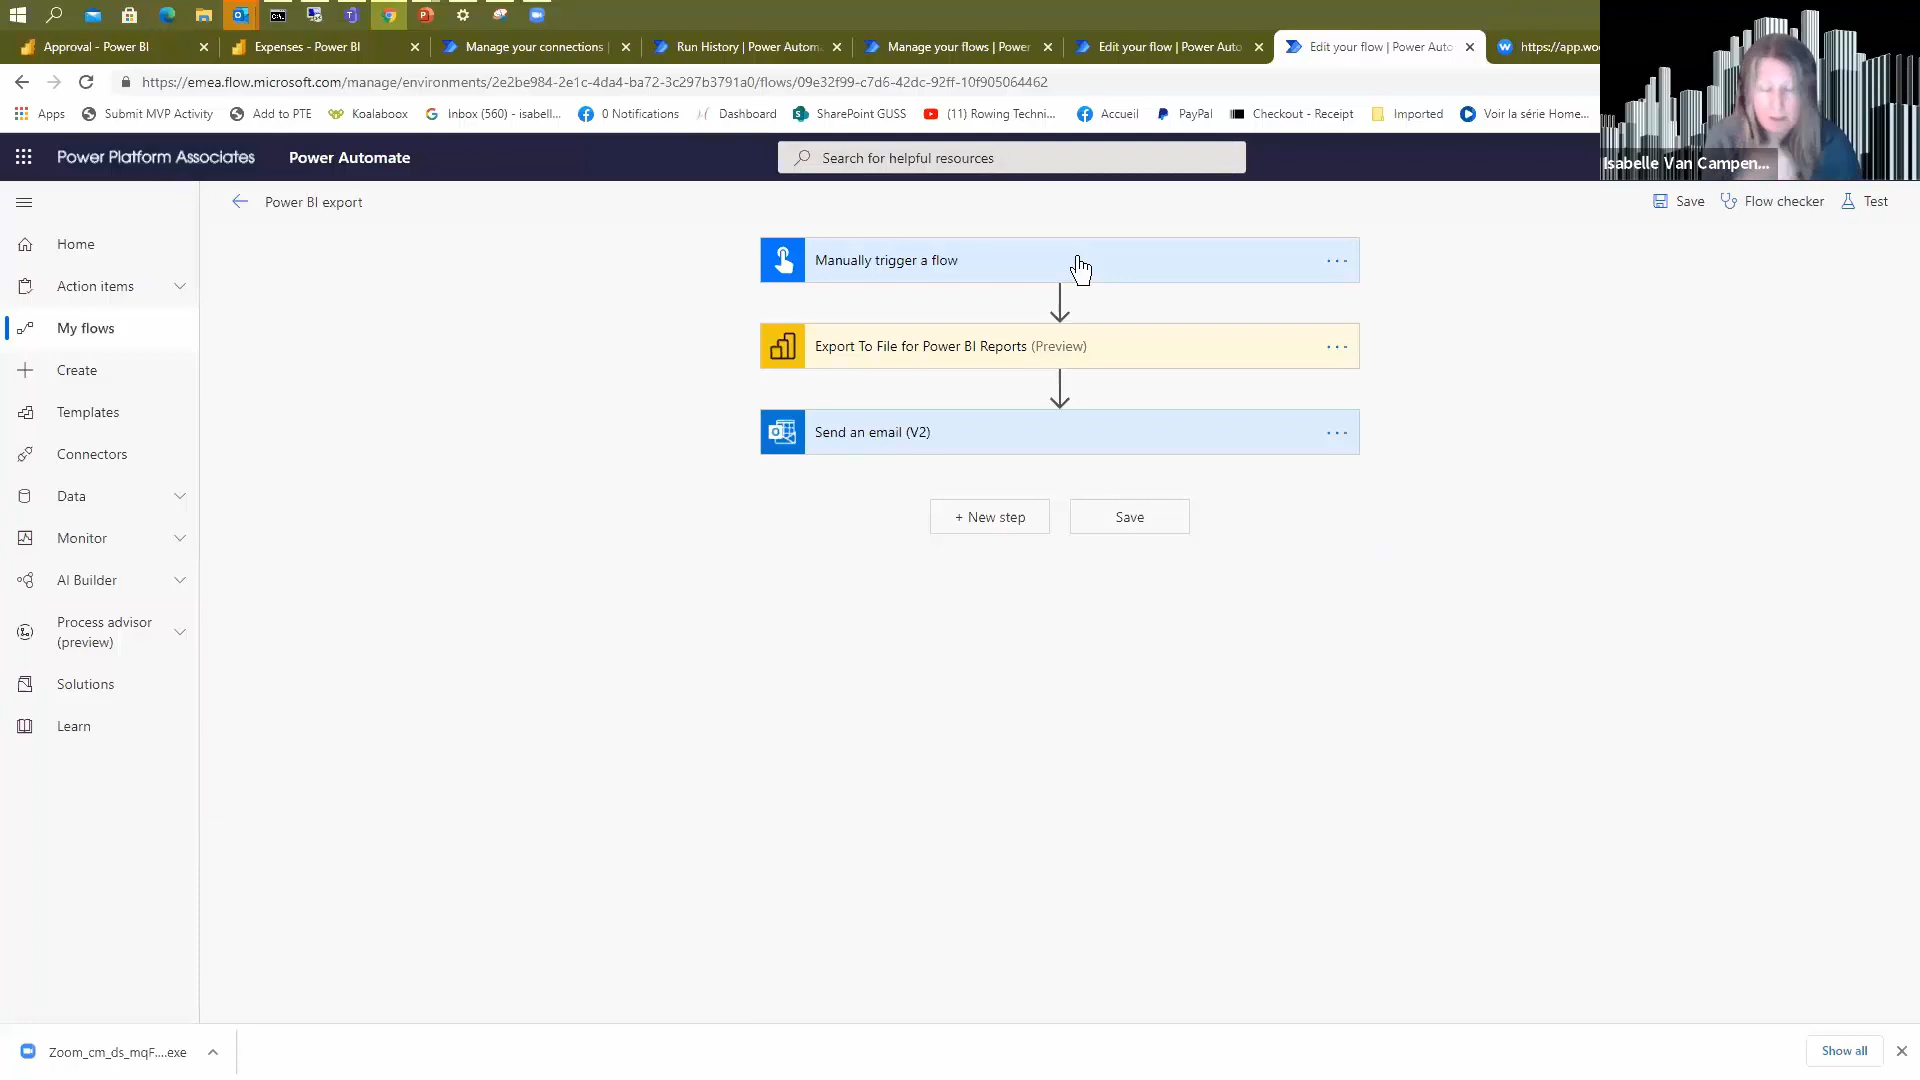 Approval - Power BI
Expenses - Power BI
Manage your connections |
Run History | Power Autom
Manage your flows | Power
Edit your flow | Power Auto
Edit your flow | Power Auto
https://app.wo
https://emea.flow.microsoft.com/manage/environments/2e2be984-2e1c-4da4-ba72-3c297b3791a0/flows/09e32f99-c7d6-42dc-92ff-10f905064462
Apps
Submit MVP Activity
Add to PTE
Koalaboox
Inbox (560) - isabell...
0 Notifications
Dashboard
SharePoint GUSS
(11) Rowing Techni...
Accueil
PayPal
Checkout - Receipt
Imported
Voir la série Home...
Isabelle Van Campen...
Power Platform Associates
Power Automate
Search for helpful resources
Power BI export
Save
Flow checker
Test
Home
Action items
My flows
Create
Templates
Connectors
Data
Monitor
AI Builder
Process advisor
(preview)
Solutions
Learn
Manually trigger a flow
Export To File for Power BI Reports (Preview)
Send an email (V2)
+ New step
Save
Zoom_cm_ds_mqF....exe
Show all